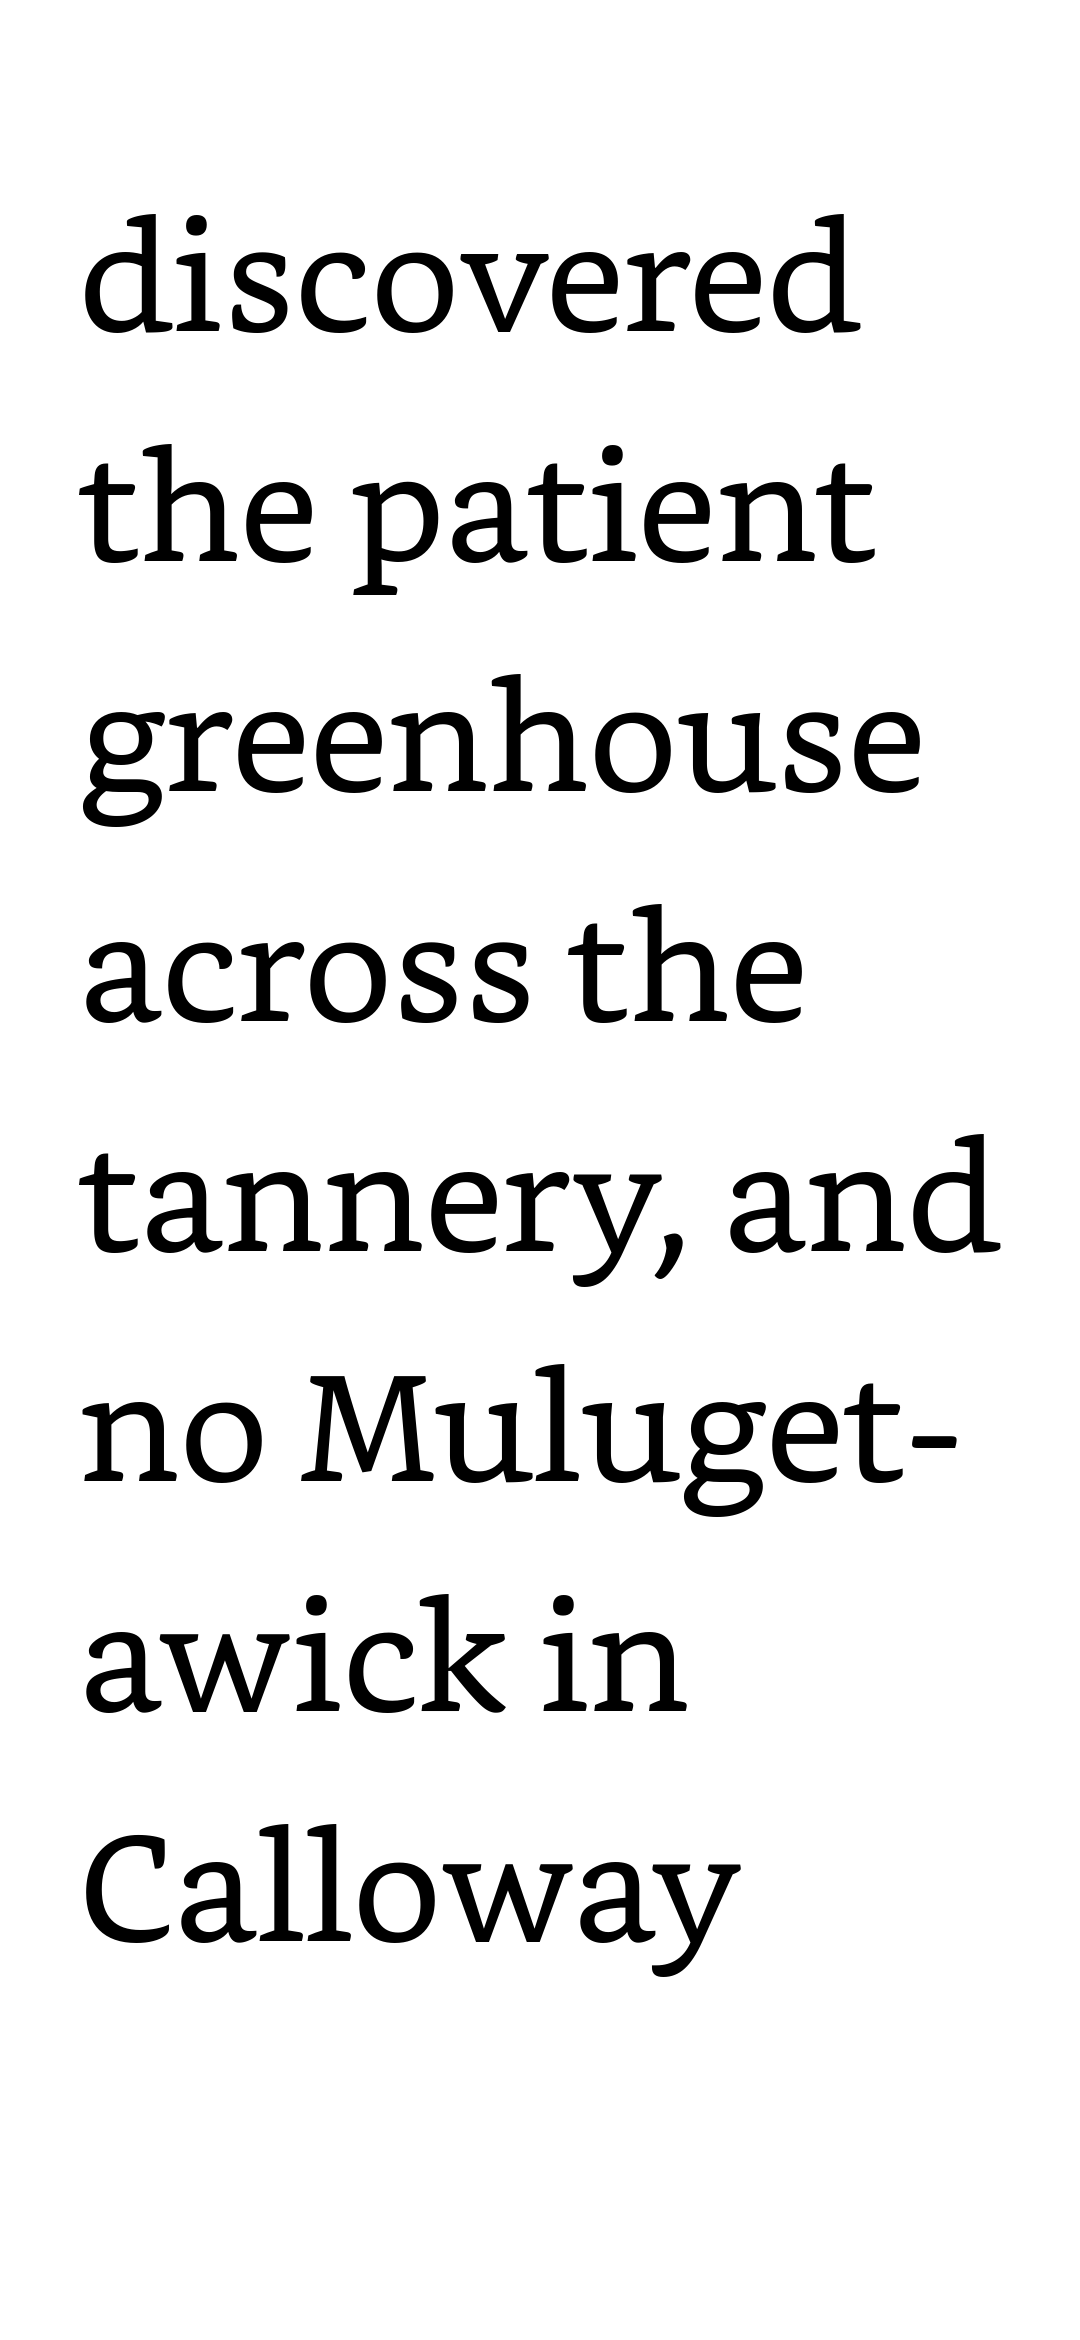 discovered
the patient
greenhouse
across the
tannery, and
no Muluget-
awick in
Calloway